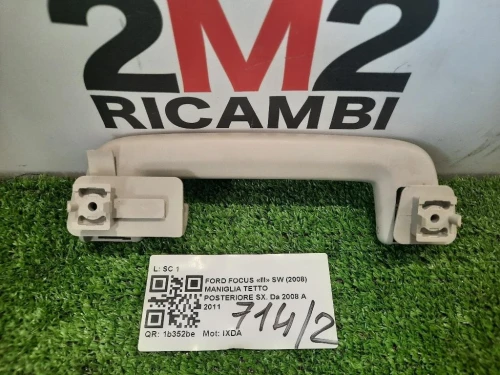 2M2
RICAMBI
L: SC 1
FORD FOCUS «II» SW (2008)
MANIGLIA TETTO
POSTERIORE SX. Da 2008 A
2011
714/2
QR: 1b352be Mot: IXDA